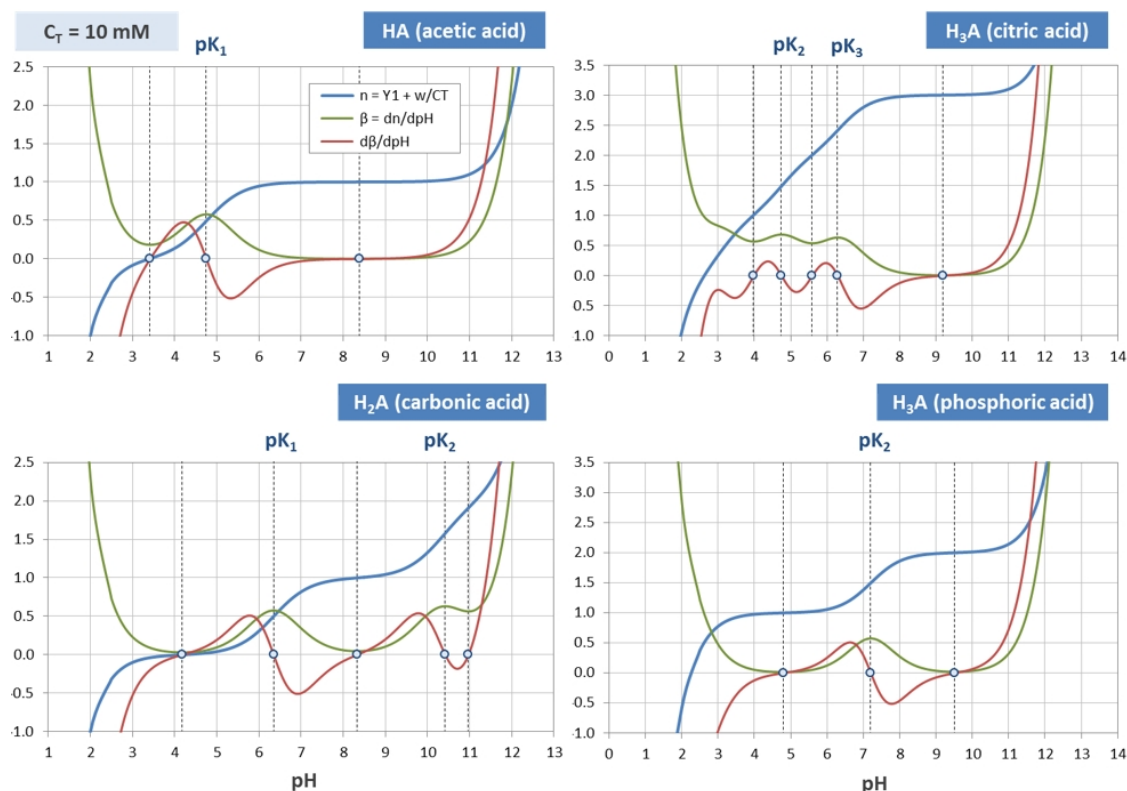 C_T = 10 mM
HA (acetic acid)
pK₁
2.5
2.0
1.5
1.0
0.5
0.0
-0.5
-1.0
n = Y1 + w/CT
β = dn/dpH
dβ/dpH
1 2 3 4 5 6 7 8 9 10 11 12 13
H₃A (citric acid)
pK₂ pK₃
3.5
3.0
2.5
2.0
1.5
1.0
0.5
0.0
-0.5
-1.0
0 1 2 3 4 5 6 7 8 9 10 11 12 13 14
H₂A (carbonic acid)
pK₁ pK₂
2.5
2.0
1.5
1.0
0.5
0.0
-0.5
-1.0
1 2 3 4 5 6 7 8 9 10 11 12 13
pH
H₃A (phosphoric acid)
pK₂
3.5
3.0
2.5
2.0
1.5
1.0
0.5
0.0
-0.5
-1.0
0 1 2 3 4 5 6 7 8 9 10 11 12 13 14
pH